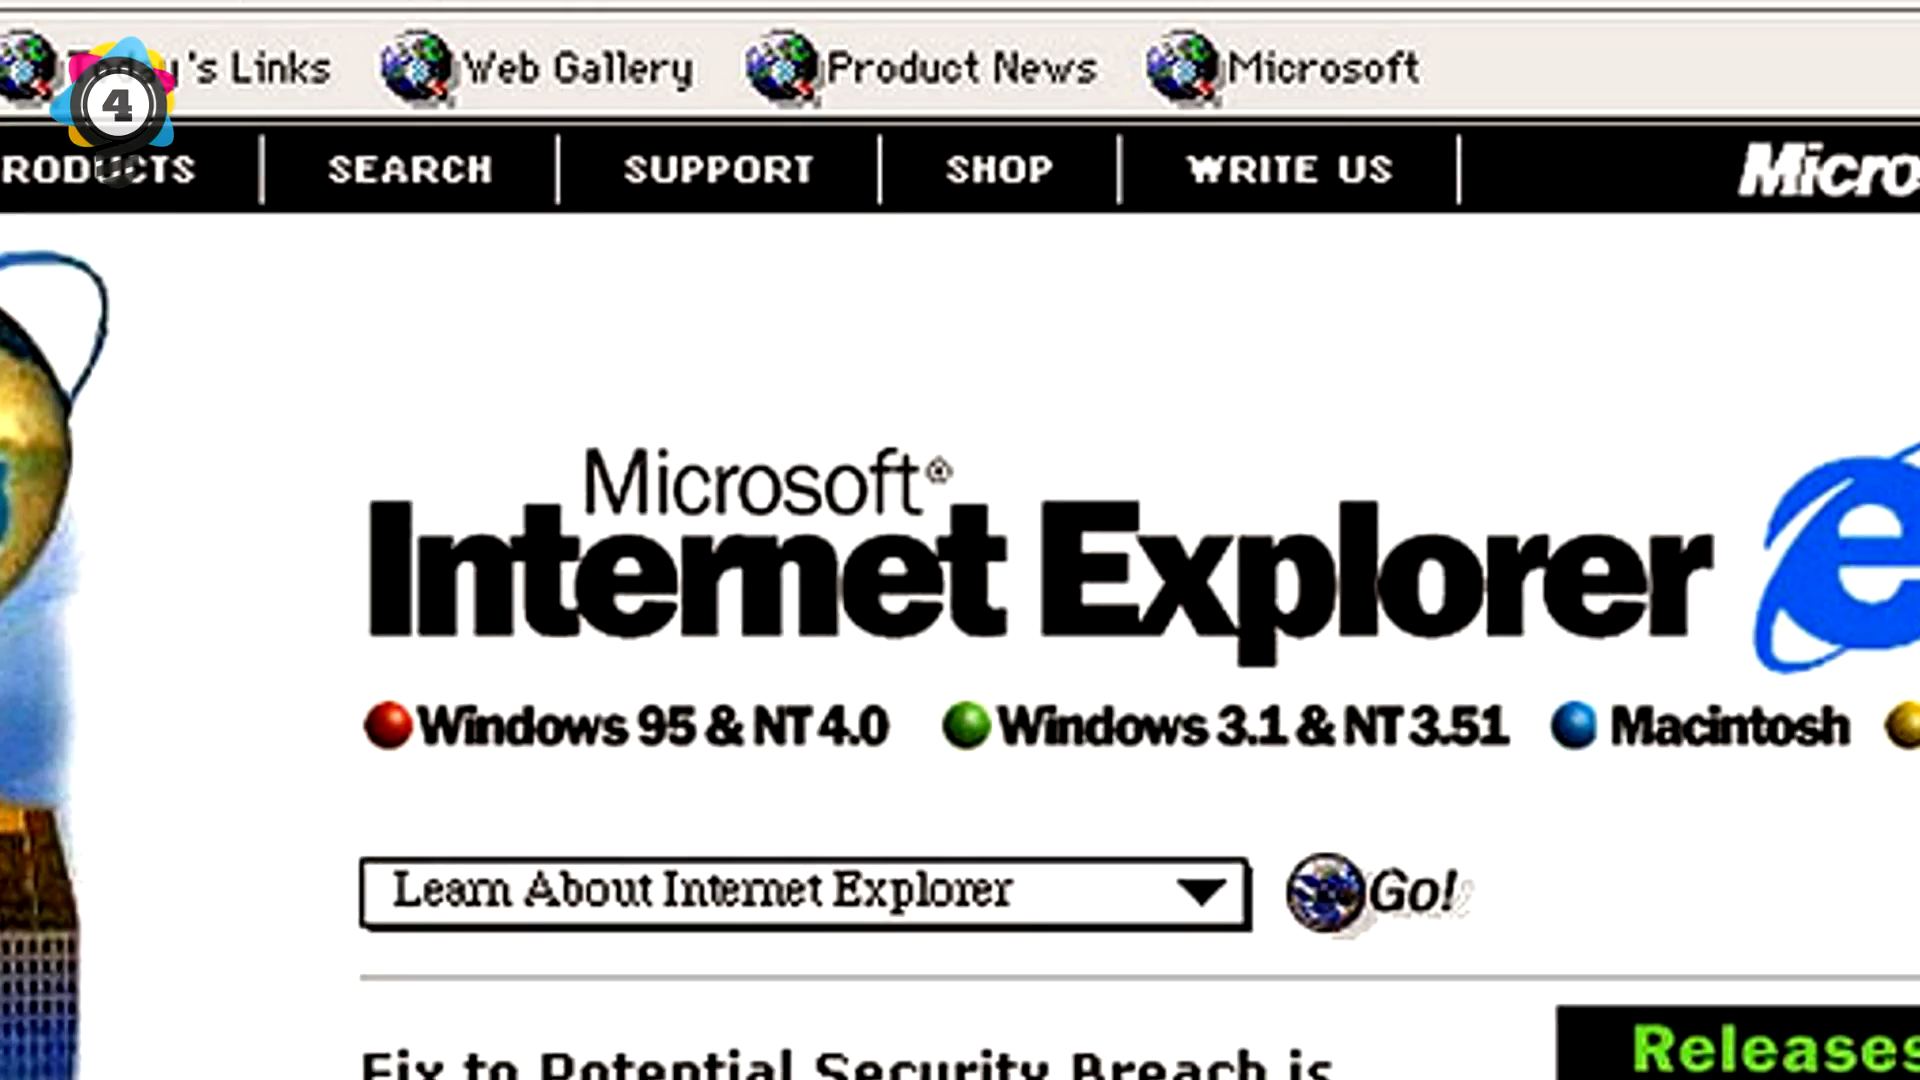 's Links Web Gallery Product News Microsoft
4
RODUCTS SEARCH SUPPORT SHOP WRITE US Micros
Microsoft®
Internet Explorer
Windows 95 & NT 4.0 Windows 3.1 & NT 3.51 Macintosh
Learn About Internet Explorer Go!
Fix to Potential Security Breach is
Releases